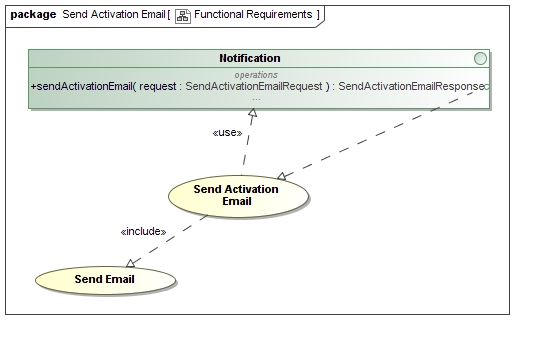 package Send Activation Email[ Functional Requirements ]
Notification
operations
+sendActivationEmail( request : SendActivationEmailRequest ) : SendActivationEmailResponse
...
«use»
Send Activation
Email
«include»
Send Email